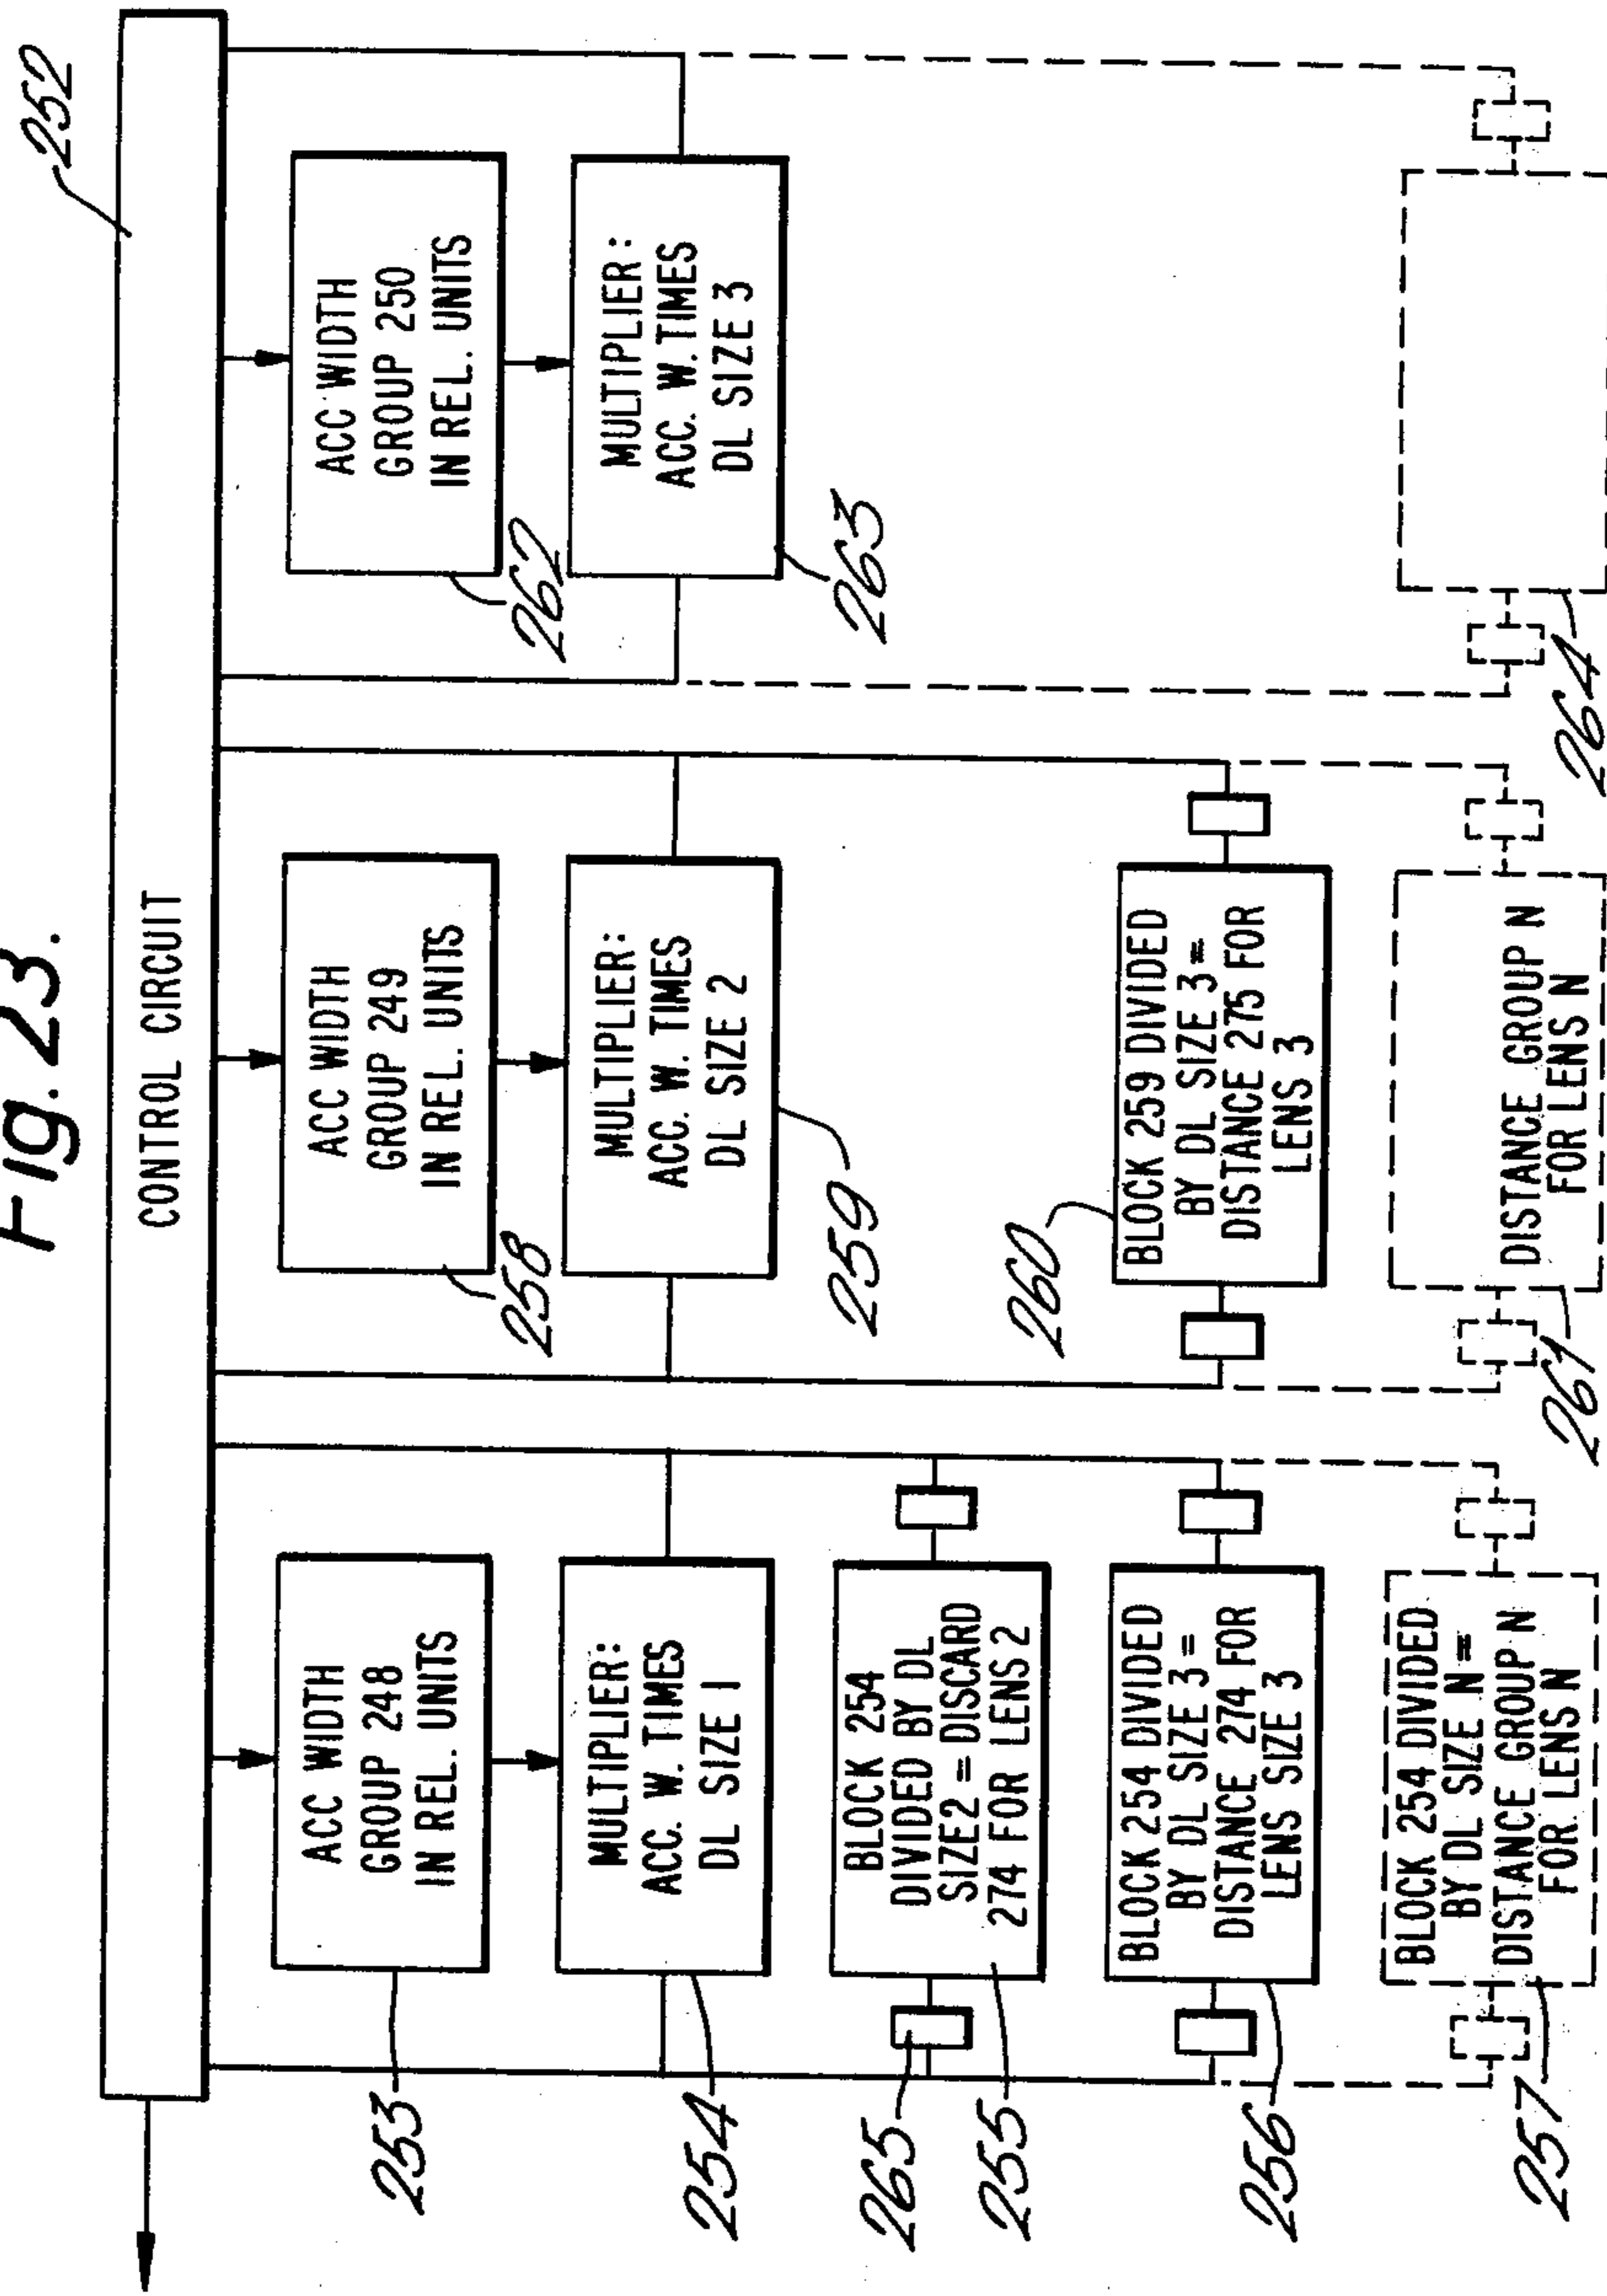 Fig. 23.
252
CONTROL CIRCUIT
ACC WIDTH
GROUP 248
IN REL. UNITS
253
MULTIPLIER:
ACC. W. TIMES
DL SIZE 1
254
BLOCK 254
DIVIDED BY DL
SIZE2 = DISCARD
274 FOR LENS 2
265
255
BLOCK 254 DIVIDED
BY DL SIZE 3 =
DISTANCE 274 FOR
LENS SIZE 3
256
BLOCK 254 DIVIDED
BY DL SIZE N =
DISTANCE GROUP N
FOR LENS N
257
ACC WIDTH
GROUP 249
IN REL. UNITS
258
MULTIPLIER:
ACC. W. TIMES
DL SIZE 2
259
260
BLOCK 259 DIVIDED
BY DL SIZE 3 =
DISTANCE 275 FOR
LENS 3
DISTANCE GROUP N
FOR LENS N
261
ACC WIDTH
GROUP 250
IN REL. UNITS
262
MULTIPLIER:
ACC. W. TIMES
DL SIZE 3
263
264